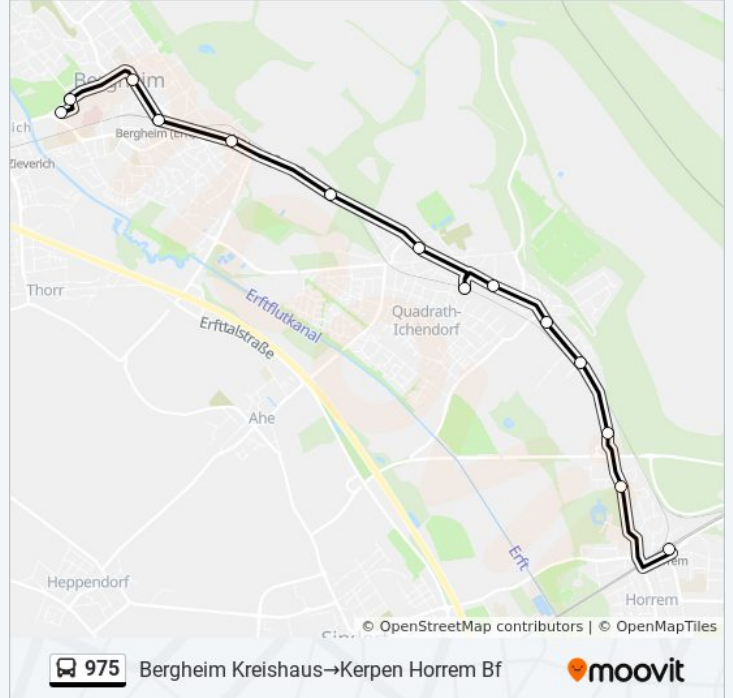 Bergheim
ich
Bergheim (Erft
Zieverich
Thorr
Erftflutkanal
Quadrath-
Ichendorf
Erfttalstraße
Ahe
Erft
Heppendorf
Horrem
© OpenStreetMap contributors | © OpenMapTiles
975 Bergheim Kreishaus→Kerpen Horrem Bf moovit